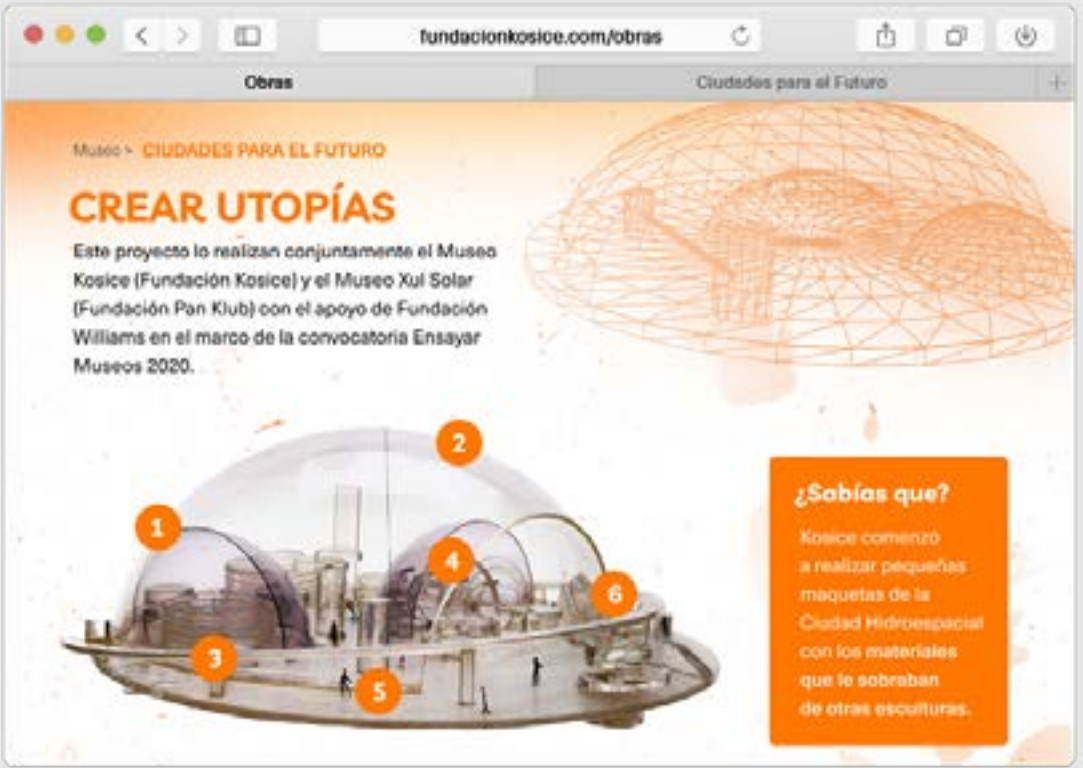 fundacionkosice.com/obras
Obras
Ciudades para el Futuro
Museo > CIUDADES PARA EL FUTURO
CREAR UTOPÍAS
Este proyecto lo realizan conjuntamente el Museo
Kosice (Fundación Kosice) y el Museo Xul Solar
(Fundación Pan Klub) con el apoyo de Fundación
Williams en el marco de la convocatoria Ensayar
Museos 2020.
2
1
4
6
3
5
¿Sabías que?
Kosice comenzó
a realizar pequeñas
maquetas de la
Ciudad Hidroespacial
con los materiales
que le sobraban
de otras esculturas.